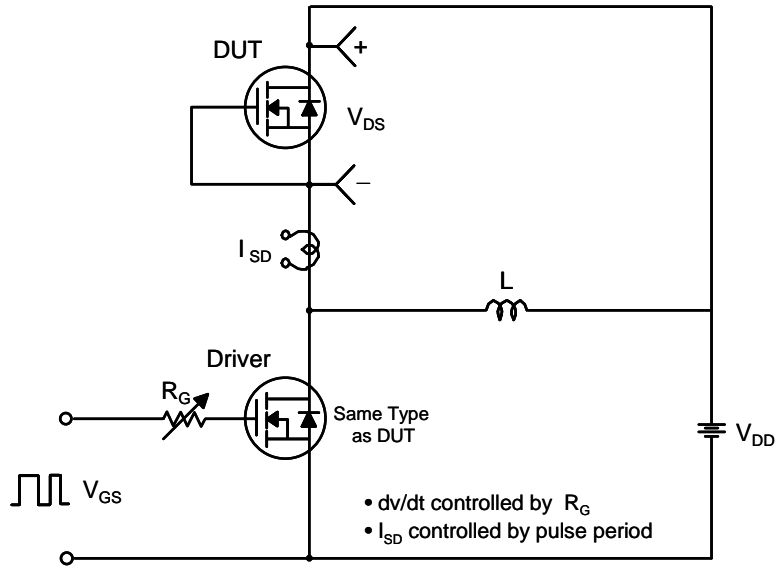 DUT
+
V_DS
–
I_SD
L
Driver
R_G
Same Type
as DUT
V_DD
V_GS
• dv/dt controlled by R_G
• I_SD controlled by pulse period